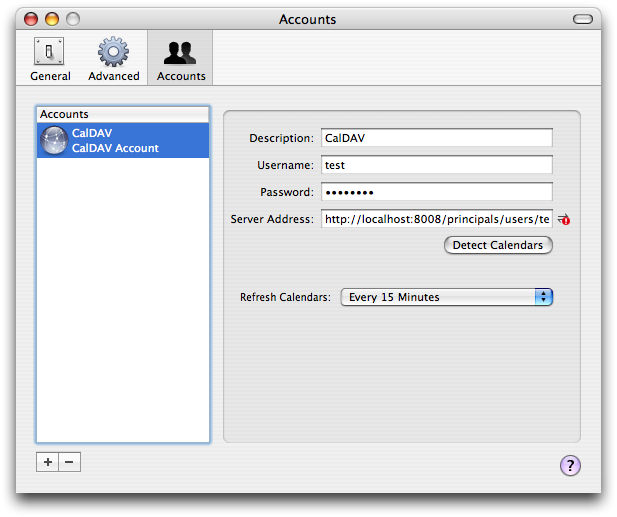 Accounts
General
Advanced
Accounts
Accounts
CalDAV
CalDAV Account
Description: CalDAV
Username: test
Password: ••••••••
Server Address: http://localhost:8008/principals/users/te
Detect Calendars
Refresh Calendars: Every 15 Minutes
+ −
?